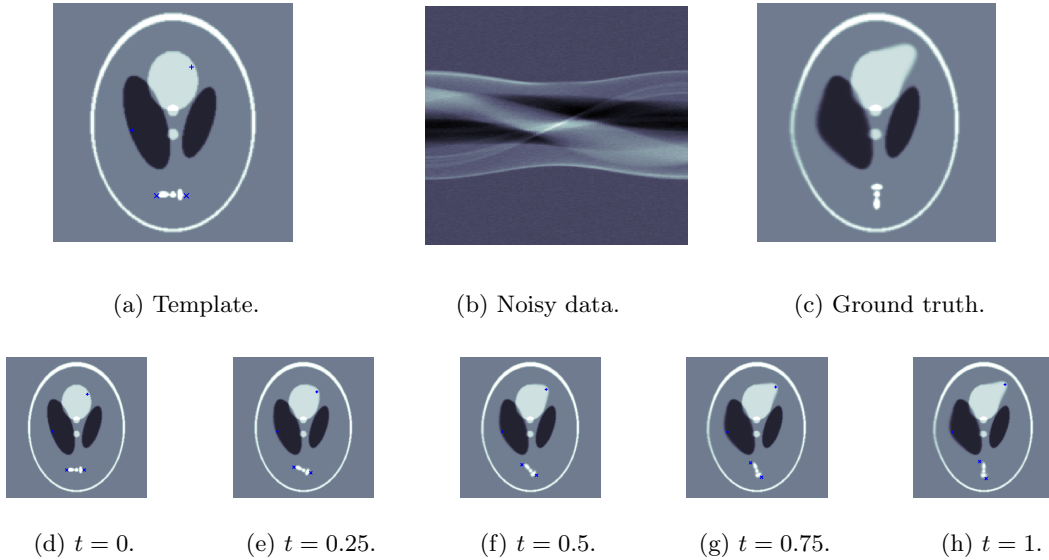 (a) Template.
(b) Noisy data.
(c) Ground truth.
(d) t = 0.
(e) t = 0.25.
(f) t = 0.5.
(g) t = 0.75.
(h) t = 1.